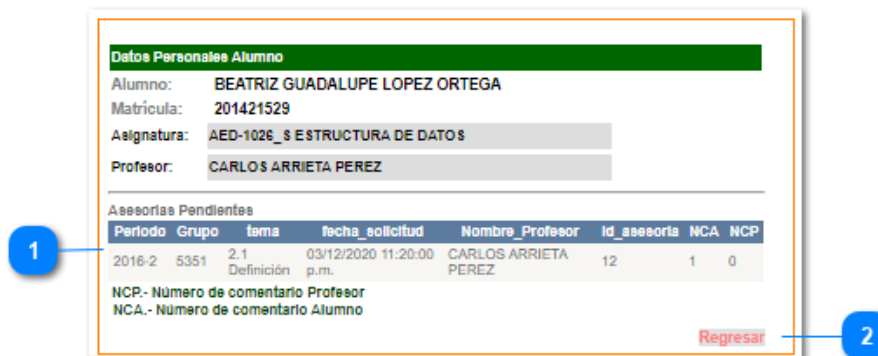 Datos Personales Alumno
Alumno: BEATRIZ GUADALUPE LOPEZ ORTEGA
Matrícula: 201421529
Asignatura: AED-1026_S ESTRUCTURA DE DATOS
Profesor: CARLOS ARRIETA PEREZ
Asesorias Pendientes
Periodo Grupo tema fecha_solicitud Nombre_Profesor id_asesoria NCA NCP
2016-2 5351 2.1 Definición 03/12/2020 11:20:00 p.m. CARLOS ARRIETA PEREZ 12 1 0
NCP.- Número de comentario Profesor
NCA.- Número de comentario Alumno
Regresar
1
2